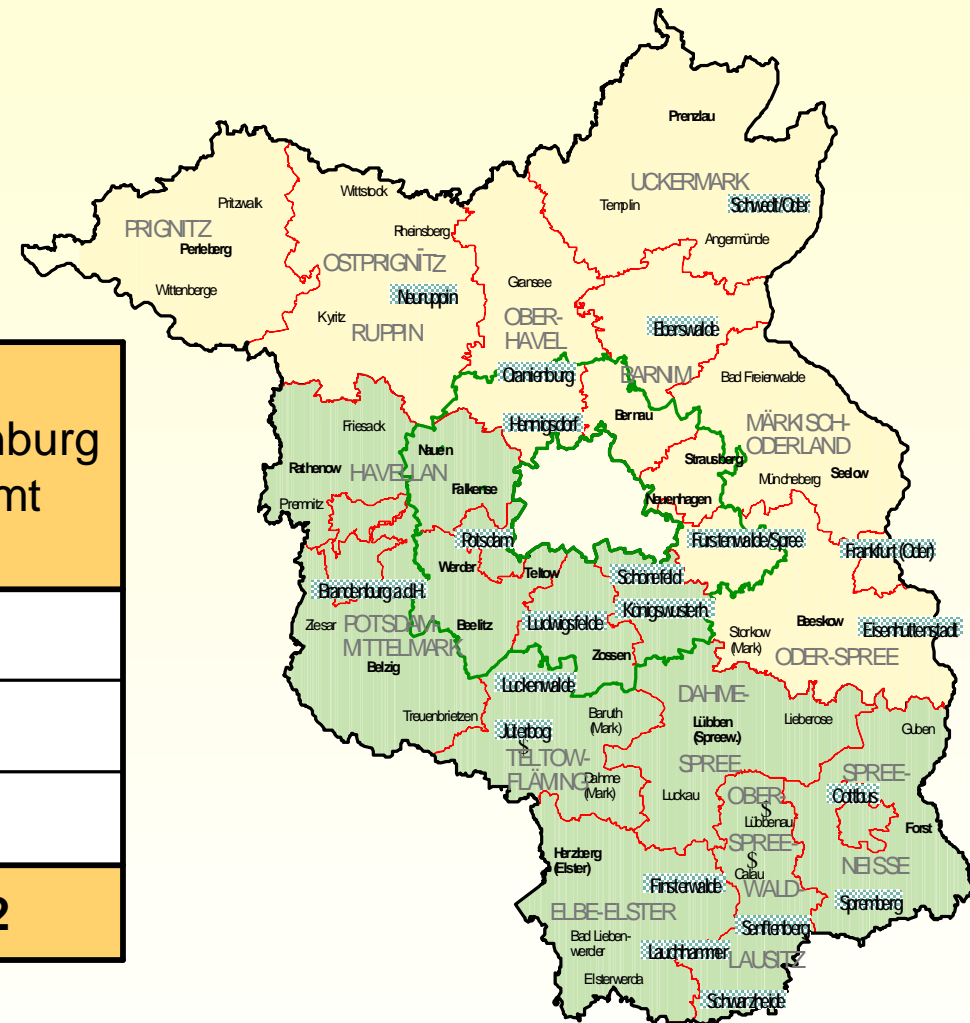 nburg
mt
2
Prenzlau
UCKERMARK
Templin
Schwedt/Oder
Angermünde
Pritzwalk
PRIGNITZ
Perleberg
Wittenberge
Wittstock
Rheinsberg
OSTPRIGNITZ
Neuruppin
Kyritz
RUPPIN
Gransee
OBER-
HAVEL
Eberswalde
Oranienburg
BARNIM
Bad Freienwalde
Hennigsdorf
Bernau
MÄRKISCH-
ODERLAND
Friesack
Nauen
Strausberg
Rathenow
HAVELLAN
Müncheberg
Seelow
Falkensee
Neuenhagen
Premnitz
Potsdam
Fürstenwalde/Spree
Frankfurt (Oder)
Werder
Teltow
Schönefeld
Brandenburg a.d.H.
Königswusterh.
Ziesar
POTSDAM-
MITTELMARK
Beelitz
Ludwigsfelde
Beeskow
Eisenhüttenstadt
Storkow
(Mark)
Belzig
Zossen
ODER-SPREE
Luckenwalde
DAHME-
Treuenbrietzen
Baruth
(Mark)
Lübben
(Spreew.)
Lieberose
Guben
Jüterbog
$
TELTOW-
FLÄMING
Dahme
(Mark)
SPREE
Luckau
OBER-
$
Lübbenau
SPREE-
Cottbus
SPREE-
$
Calau
Forst
Herzberg
(Elster)
NEISSE
Finsterwalde
WALD-
Spremberg
ELBE-ELSTER
Senftenberg
Bad Lieben-
werder
Lauchhammer
LAUSITZ
Elsterwerda
Schwarzheide